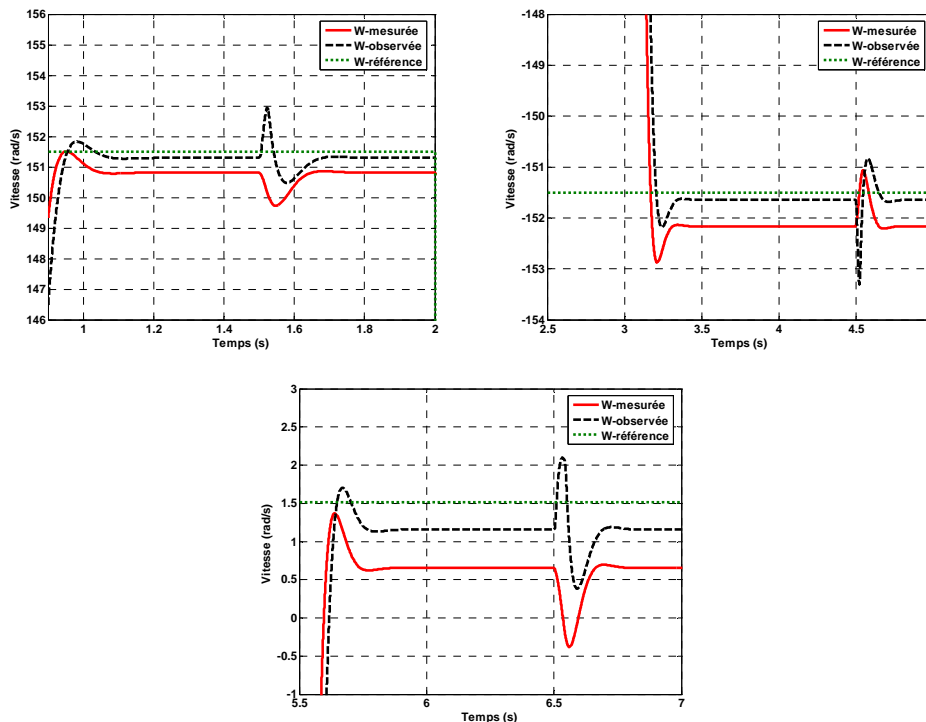 156
155
154
153
152
151
150
149
148
147
146
Vitesse (rad/s)
1
1.2
1.4
1.6
1.8
2
Temps (s)
W-mesurée
W-observée
W-référence
-148
-149
-150
-151
-152
-153
-154
Vitesse (rad/s)
2.5
3
3.5
4
4.5
Temps (s)
W-mesurée
W-observée
W-référence
3
2.5
2
1.5
1
0.5
0
-0.5
-1
Vitesse (rad/s)
5.5
6
6.5
7
Temps (s)
W-mesurée
W-observée
W-référence